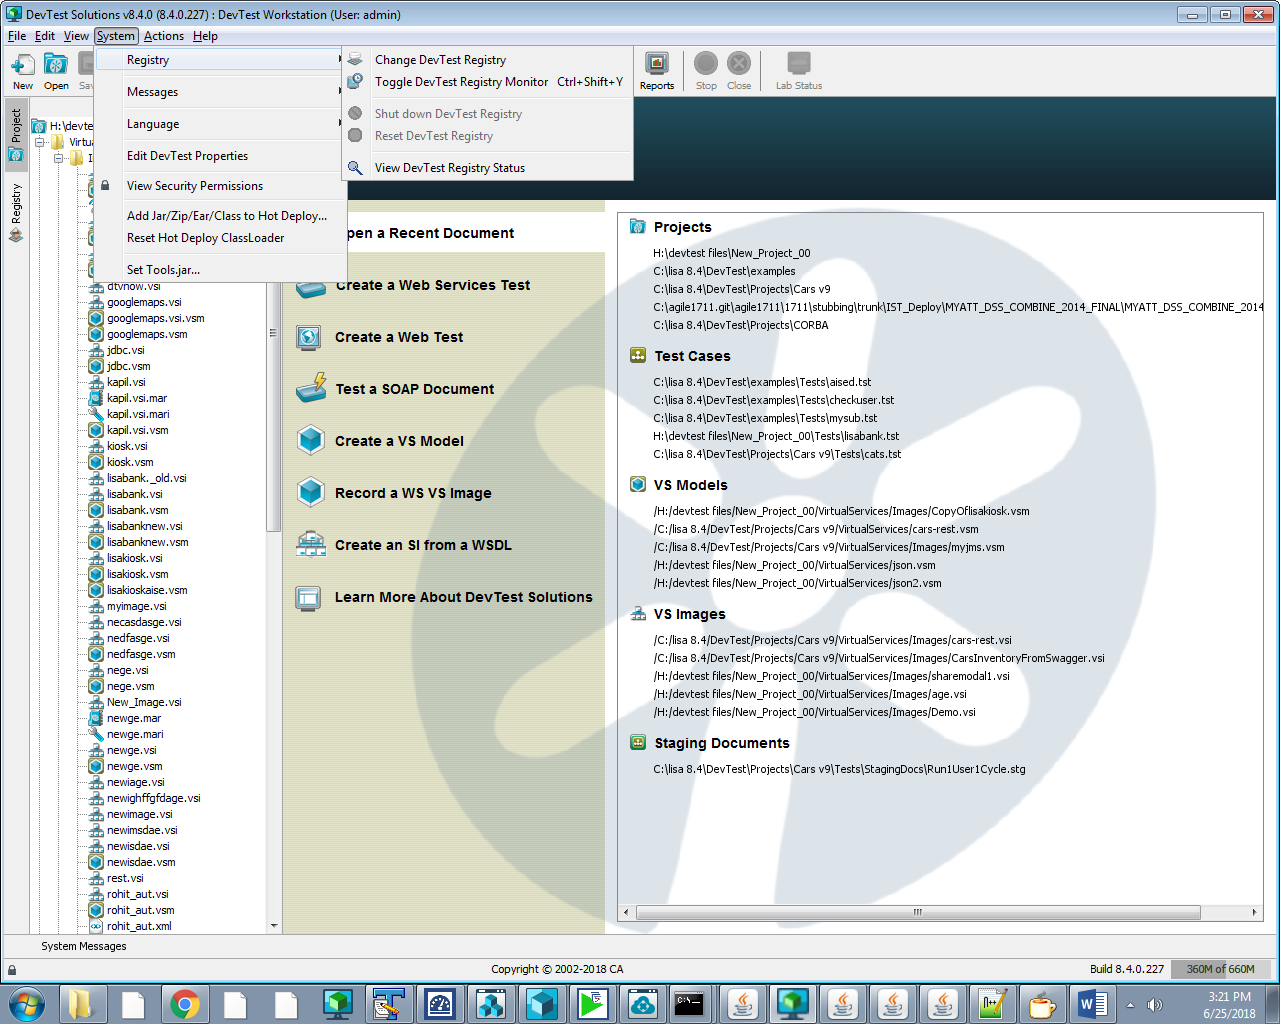 DevTest Solutions v8.4.0 (8.4.0.227) : DevTest Workstation (User: admin)
File Edit View System Actions Help
New Open Reports Stop Close Lab Status
Registry
Messages
Language
Edit DevTest Properties
View Security Permissions
Add Jar/Zip/Ear/Class to Hot Deploy...
Reset Hot Deploy ClassLoader
Set Tools.jar...
Change DevTest Registry
Toggle DevTest Registry Monitor Ctrl+Shift+Y
Shut down DevTest Registry
Reset DevTest Registry
View DevTest Registry Status
Project
Registry
H:\devte
Virtu
dtvnow.vsi
googlemaps.vsi
googlemaps.vsi.vsm
googlemaps.vsm
jdbc.vsi
jdbc.vsm
kapil.vsi
kapil.vsi.mar
kapil.vsi.mari
kapil.vsi.vsm
kiosk.vsi
kiosk.vsm
lisabank._old.vsi
lisabank.vsi
lisabank.vsm
lisabanknew.vsi
lisabanknew.vsm
lisakiosk.vsi
lisakiosk.vsm
lisakioskaise.vsm
myimage.vsi
necasdasge.vsi
nedfasge.vsi
nedfasge.vsm
nege.vsi
nege.vsm
New_Image.vsi
newge.mar
newge.mari
newge.vsi
newge.vsm
newiage.vsi
newighffgfdage.vsi
newimage.vsi
newimsdae.vsi
newisdae.vsi
newisdae.vsm
rest.vsi
rohit_aut.vsi
rohit_aut.vsm
rohit_aut.xml
pen a Recent Document
Create a Web Services Test
Create a Web Test
Test a SOAP Document
Create a VS Model
Record a WS VS Image
Create an SI from a WSDL
Learn More About DevTest Solutions
Projects
H:\devtest files\New_Project_00
C:\lisa 8.4\DevTest\examples
C:\lisa 8.4\DevTest\Projects\Cars v9
C:\agile1711.git\agile1711\1711\stubbing\trunk\IST_Deploy\MYATT_DSS_COMBINE_2014_FINAL\MYATT_DSS_COMBINE_2014
C:\lisa 8.4\DevTest\Projects\CORBA
Test Cases
C:\lisa 8.4\DevTest\examples\Tests\aised.tst
C:\lisa 8.4\DevTest\examples\Tests\checkuser.tst
C:\lisa 8.4\DevTest\examples\Tests\mysub.tst
H:\devtest files\New_Project_00\Tests\lisabank.tst
C:\lisa 8.4\DevTest\Projects\Cars v9\Tests\cats.tst
VS Models
/H:/devtest files/New_Project_00/VirtualServices/Images/CopyOflisakiosk.vsm
/C:/lisa 8.4/DevTest/Projects/Cars v9/VirtualServices/cars-rest.vsm
/C:/lisa 8.4/DevTest/Projects/Cars v9/VirtualServices/Images/myjms.vsm
/H:/devtest files/New_Project_00/VirtualServices/json.vsm
/H:/devtest files/New_Project_00/VirtualServices/json2.vsm
VS Images
/C:/lisa 8.4/DevTest/Projects/Cars v9/VirtualServices/Images/cars-rest.vsi
/C:/lisa 8.4/DevTest/Projects/Cars v9/VirtualServices/Images/CarsInventoryFromSwagger.vsi
/H:/devtest files/New_Project_00/VirtualServices/Images/sharemodal1.vsi
/H:/devtest files/New_Project_00/VirtualServices/Images/age.vsi
/H:/devtest files/New_Project_00/VirtualServices/Images/Demo.vsi
Staging Documents
C:\lisa 8.4\DevTest\Projects\Cars v9\Tests\StagingDocs\Run1User1Cycle.stg
System Messages
Copyright © 2002-2018 CA
Build 8.4.0.227
360M of 660M
3:21 PM
6/25/2018